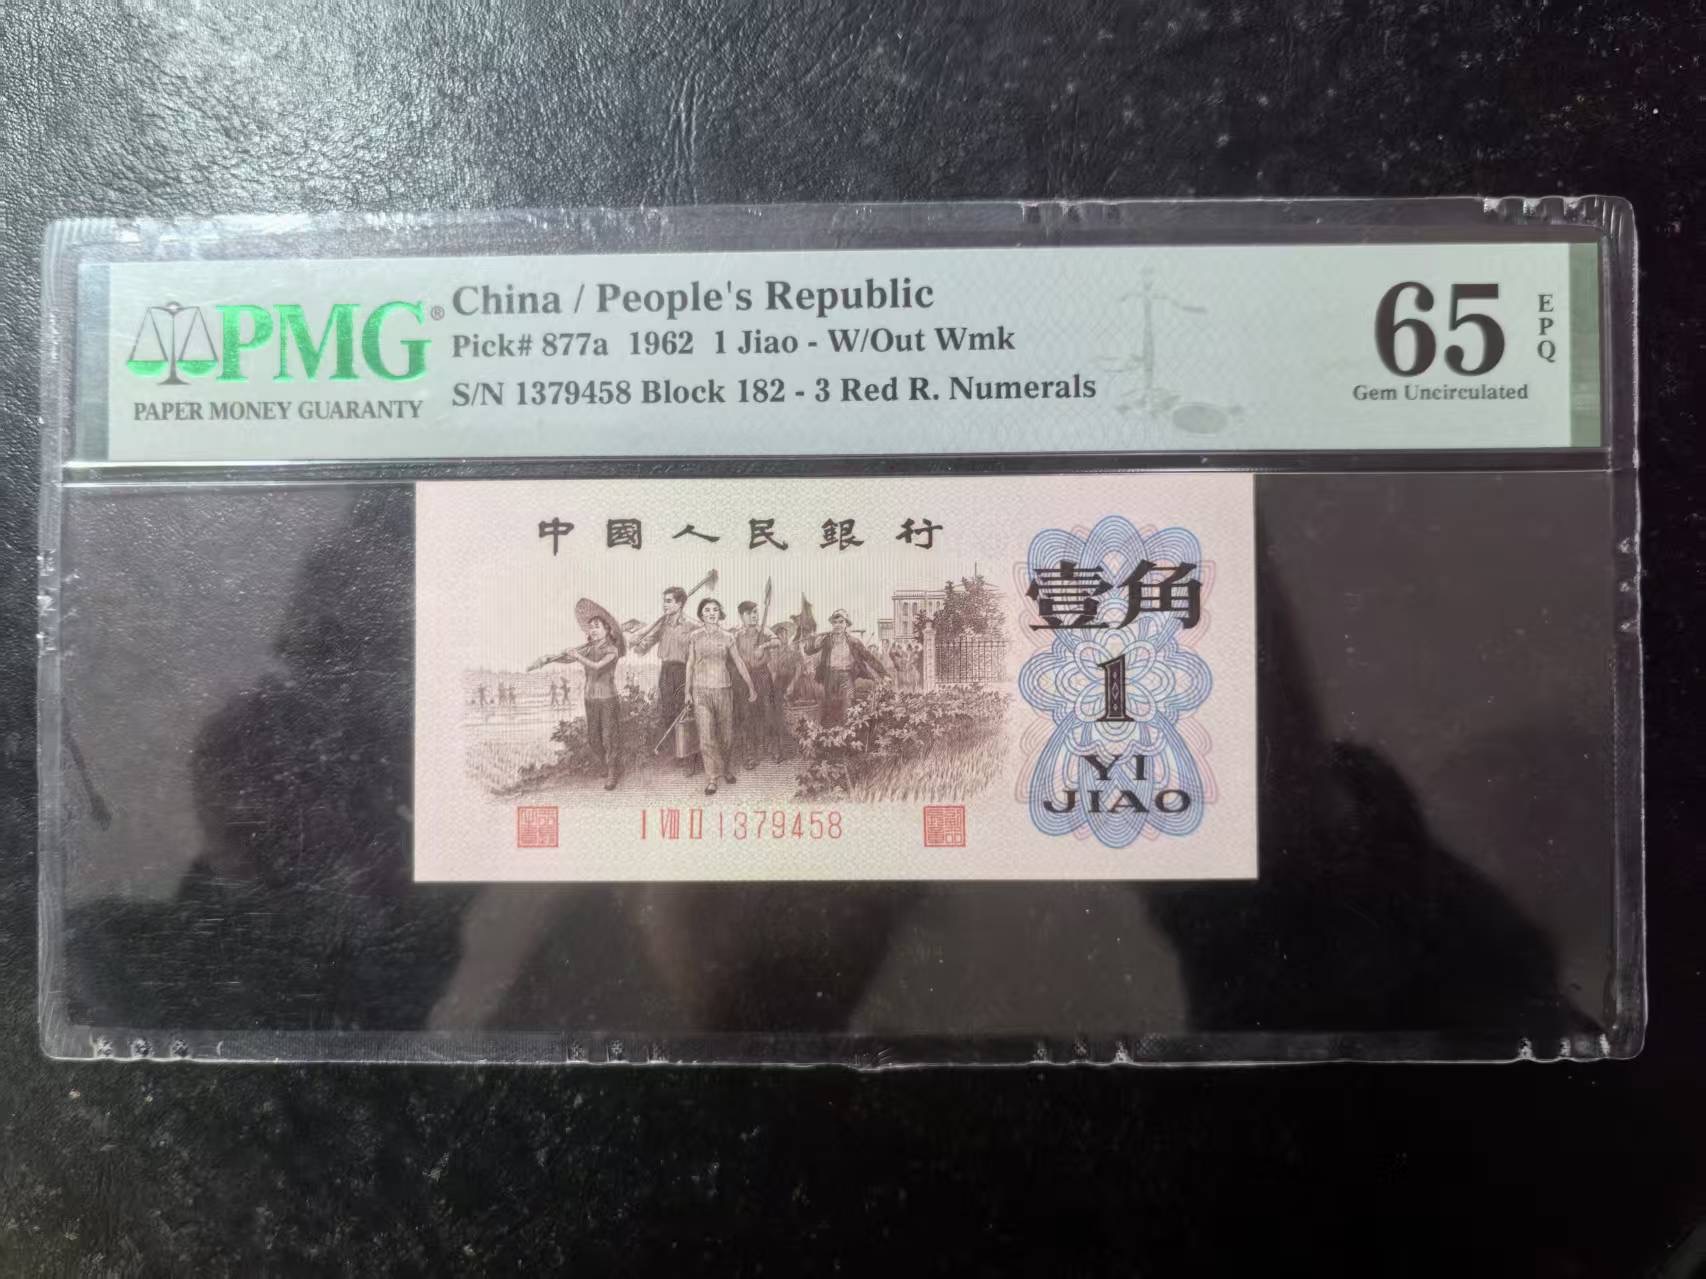 PMG®
PAPER MONEY GUARANTY
China / People's Republic
Pick# 877a 1962 1 Jiao - W/Out Wmk
S/N 1379458 Block 182 - 3 Red R. Numerals
65 EPQ
Gem Uncirculated
中國人民銀行
壹角
1
YI
JIAO
I VIII II 1379458